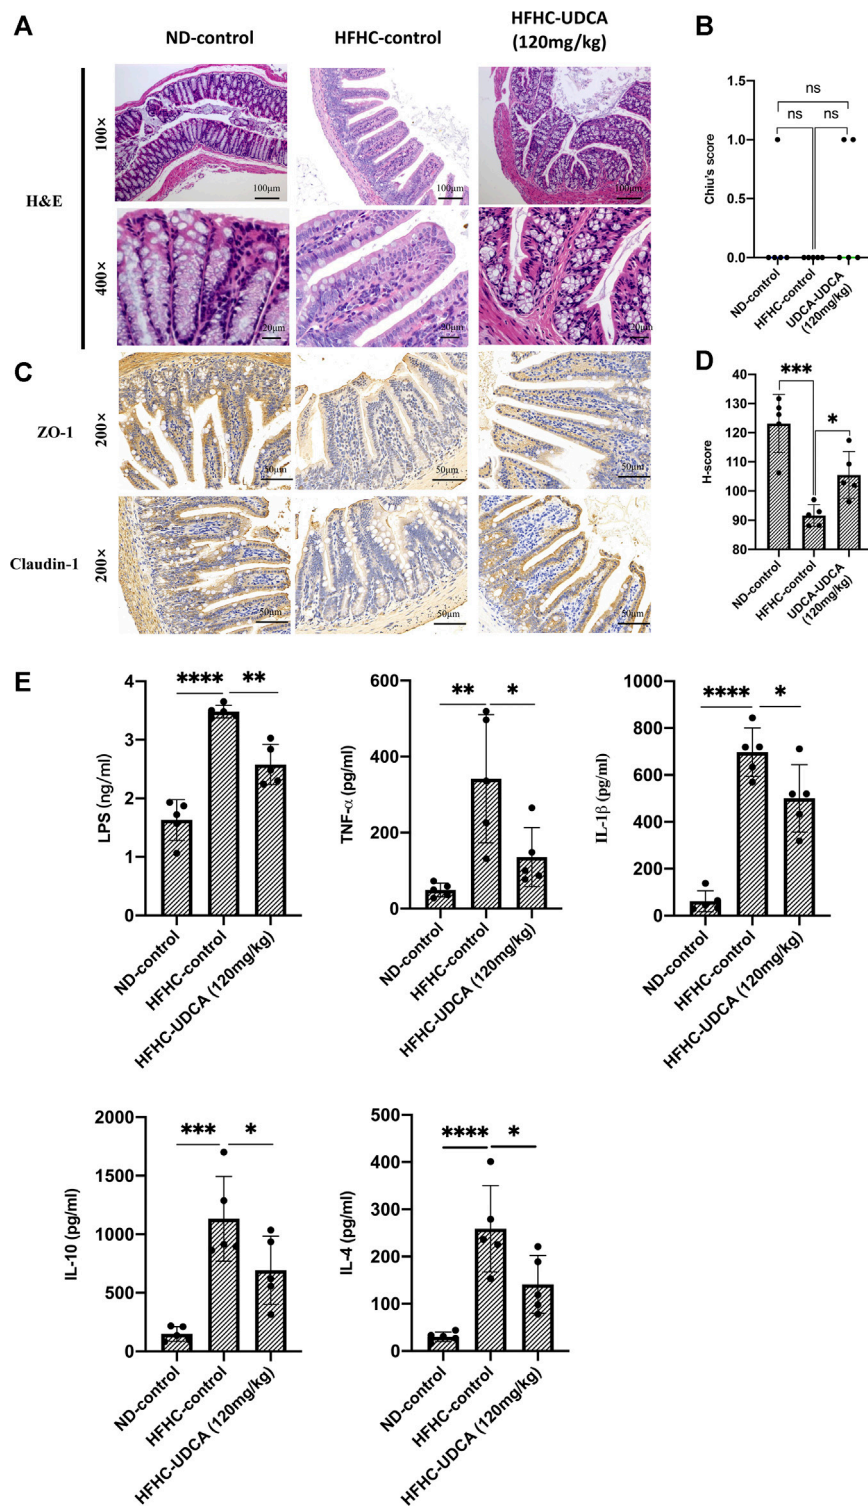 A
ND-control
HFHC-control
HFHC-UDCA
(120mg/kg)
B
H&E
100×
100μm
100μm
100μm
400×
20μm
20μm
20μm
Chiu's score
1.5
1.0
0.5
0.0
ns
ns
ns
ND-control
HFHC-control
UDCA-UDCA
(120mg/kg)
C
ZO-1
200×
50μm
50μm
50μm
Claudin-1
200×
50μm
50μm
50μm
D
H-score
130
120
110
100
90
80
***
*
ND-control
HFHC-control
UDCA-UDCA
(120mg/kg)
E
LPS (ng/ml)
4
3
2
1
0
****
**
ND-control
HFHC-control
HFHC-UDCA (120mg/kg)
TNF-α (pg/ml)
600
400
200
0
**
*
ND-control
HFHC-control
HFHC-UDCA (120mg/kg)
IL-1β (pg/ml)
1000
800
600
400
200
0
****
*
ND-control
HFHC-control
HFHC-UDCA (120mg/kg)
IL-10 (pg/ml)
2000
1500
1000
500
0
***
*
ND-control
HFHC-control
HFHC-UDCA (120mg/kg)
IL-4 (pg/ml)
500
400
300
200
100
0
****
*
ND-control
HFHC-control
HFHC-UDCA (120mg/kg)